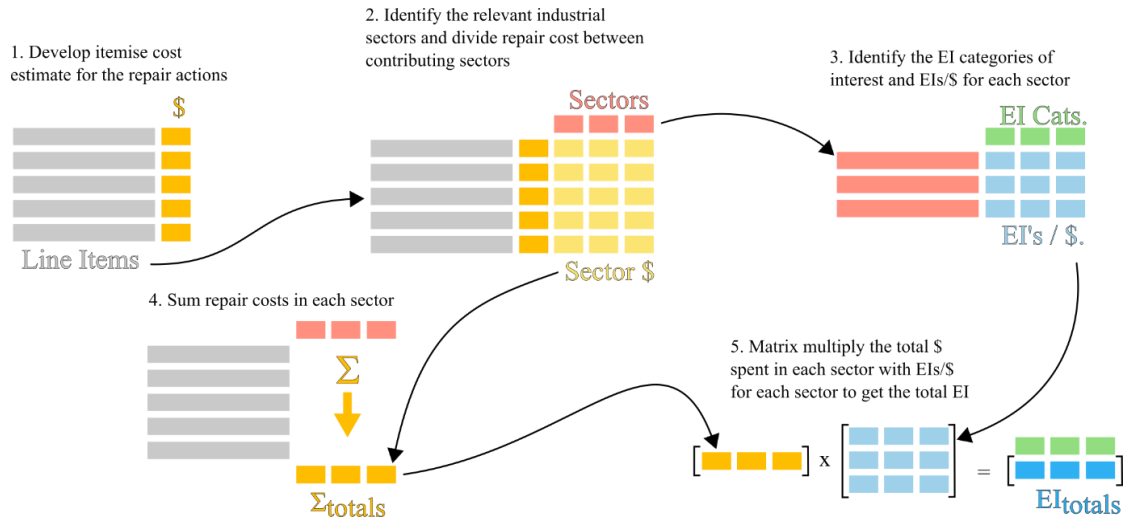 1. Develop itemise cost
estimate for the repair actions
$
Line Items
2. Identify the relevant industrial
sectors and divide repair cost between
contributing sectors
Sectors
Sector $
3. Identify the EI categories of
interest and EIs/$ for each sector
EI Cats.
EI's / $.
4. Sum repair costs in each sector
Σ
Σtotals
5. Matrix multiply the total $
spent in each sector with EIs/$
for each sector to get the total EI
[ ] x [ ] = [ ]
EItotals